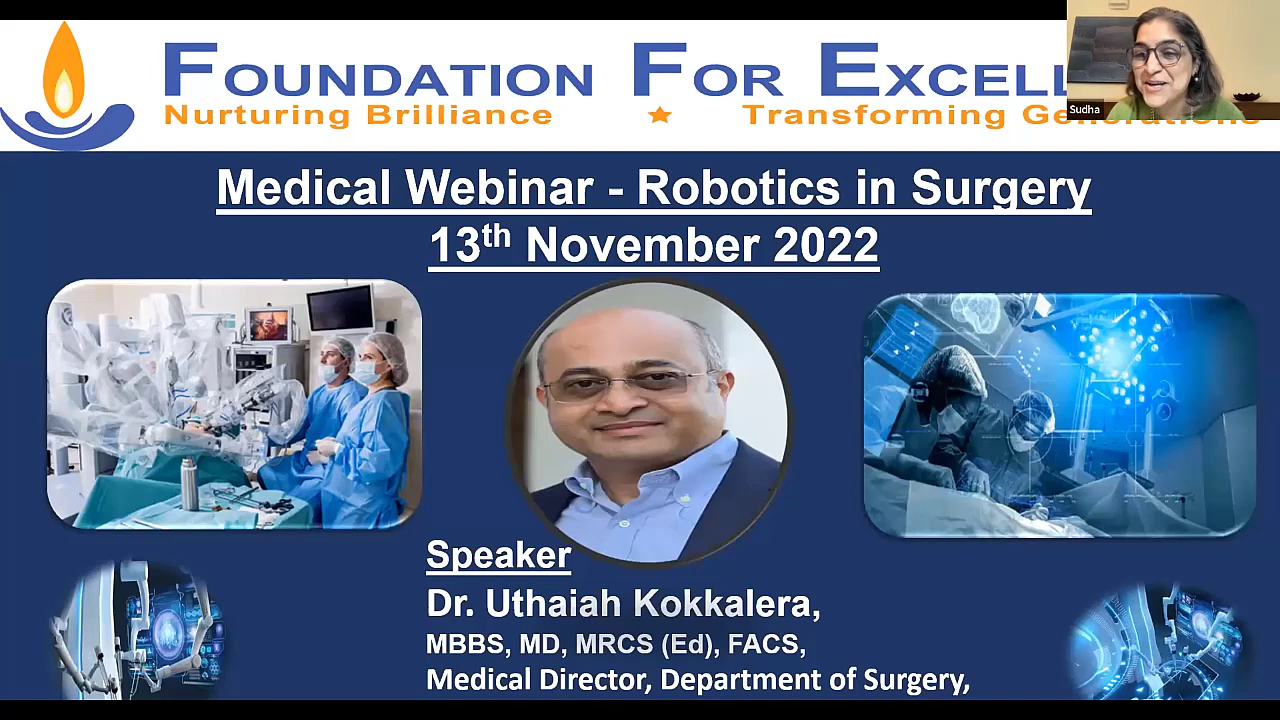 FOUNDATION FOR EXCELL
Nurturing Brilliance ★ Transforming Generations
Sudha
Medical Webinar - Robotics in Surgery
13th November 2022
Speaker
Dr. Uthaiah Kokkalera,
MBBS, MD, MRCS (Ed), FACS,
Medical Director, Department of Surgery,